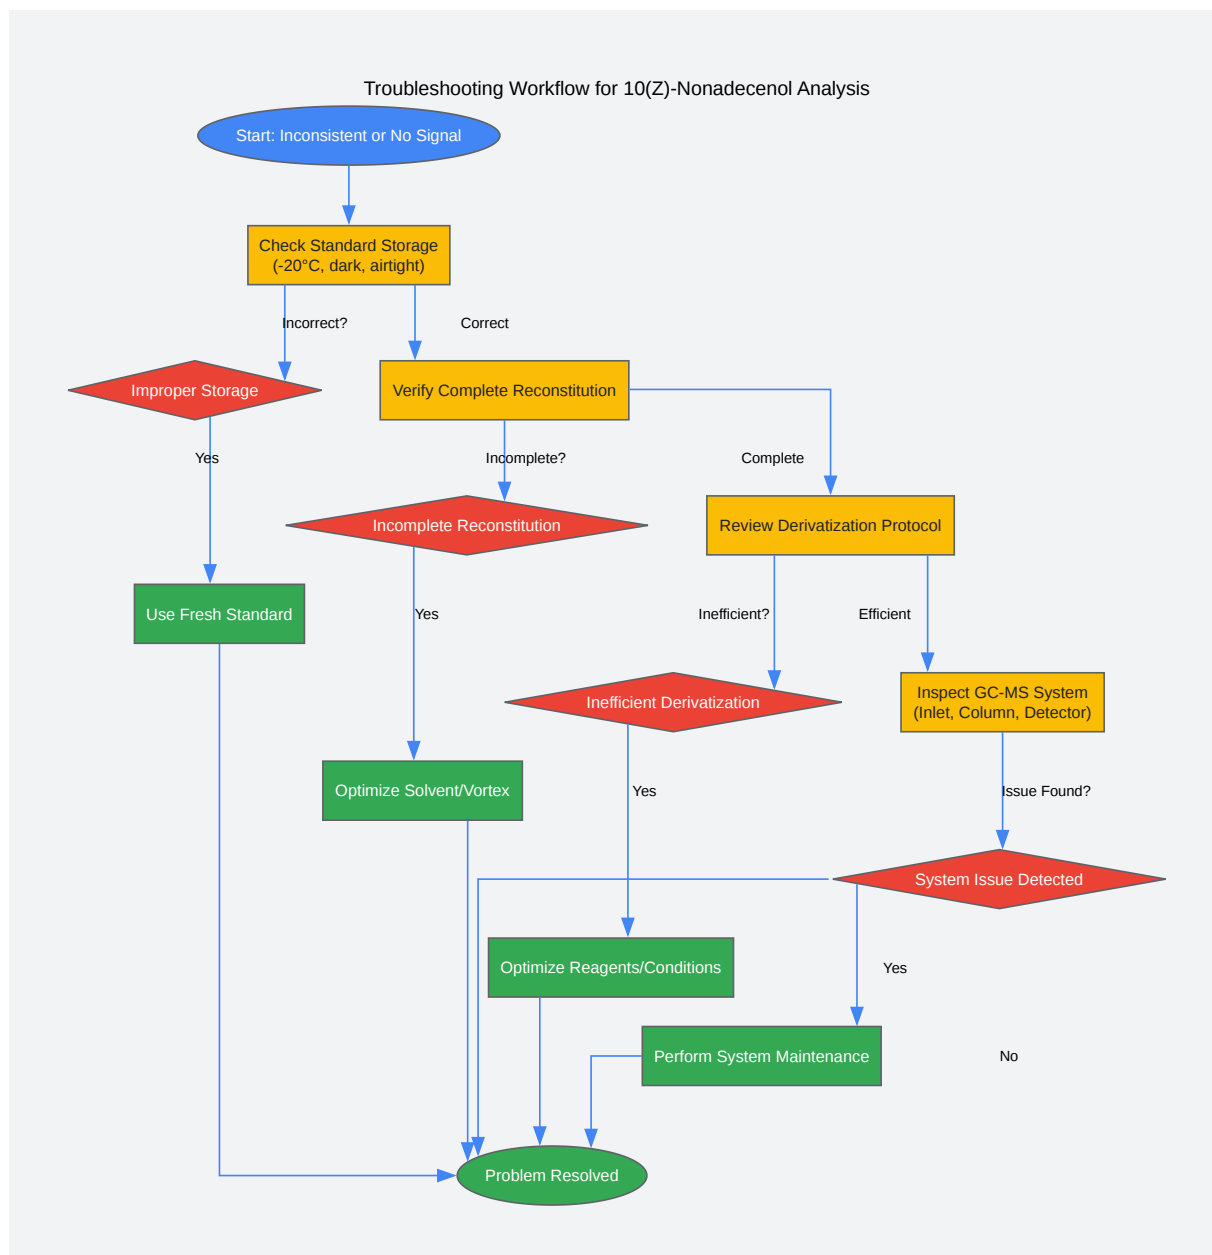 Troubleshooting Workflow for 10(Z)-Nonadecenol Analysis
Start: Inconsistent or No Signal
Check Standard Storage
(-20°C, dark, airtight)
Incorrect?
Correct
Improper Storage
Verify Complete Reconstitution
Yes
Incomplete?
Complete
Incomplete Reconstitution
Review Derivatization Protocol
Use Fresh Standard
Yes
Inefficient?
Efficient
Inefficient Derivatization
Inspect GC-MS System
(Inlet, Column, Detector)
Optimize Solvent/Vortex
Yes
Issue Found?
System Issue Detected
Optimize Reagents/Conditions
Yes
Perform System Maintenance
No
Problem Resolved